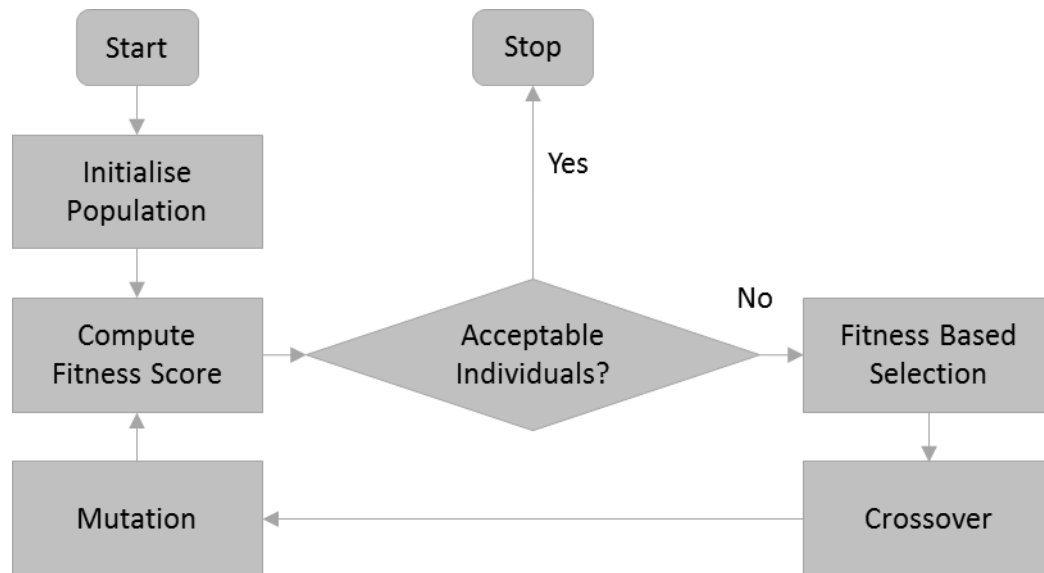 Start
Stop
Initialise
Population
Yes
No
Compute
Fitness Score
Acceptable
Individuals?
Fitness Based
Selection
Mutation
Crossover